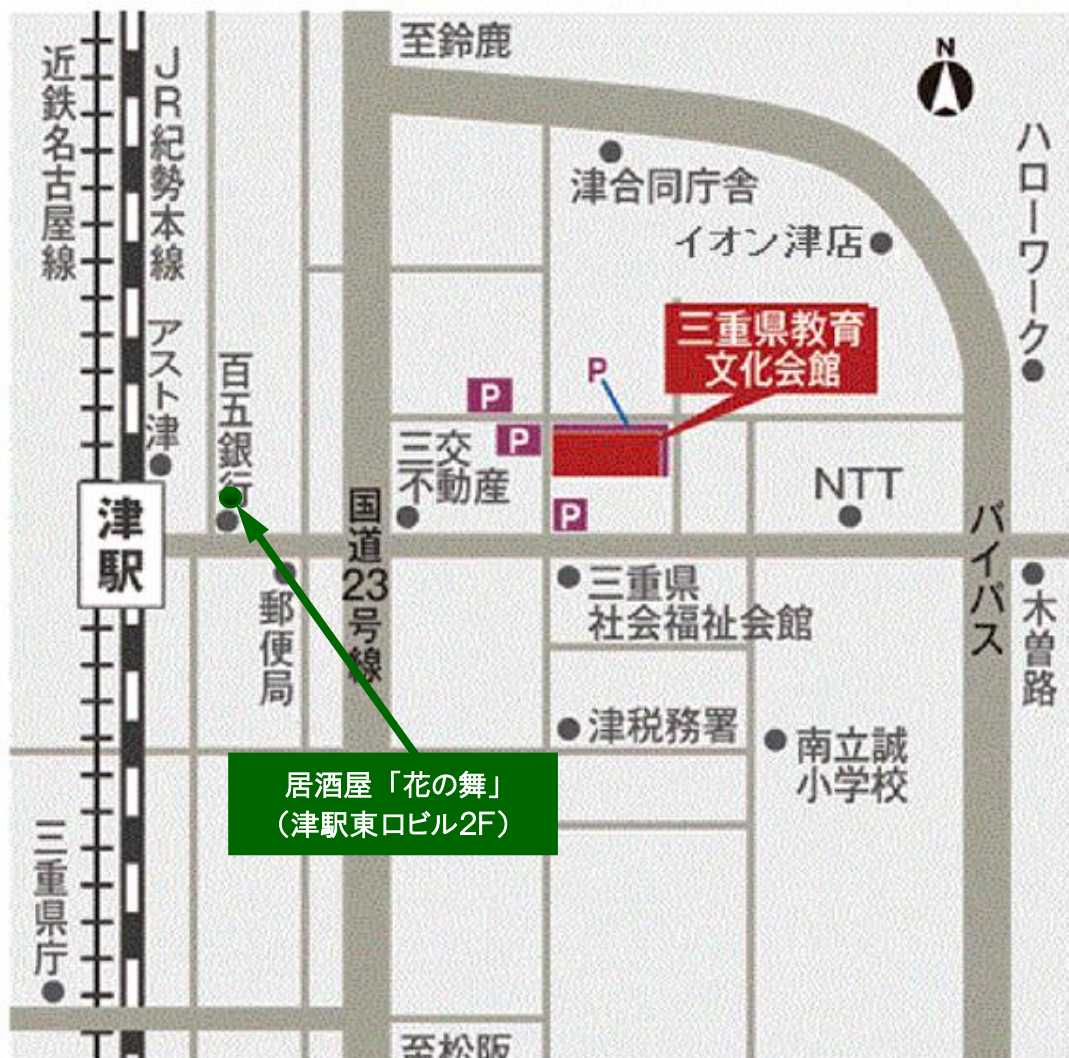 至鈴鹿
N
近鉄名古屋線
JR紀勢本線
津合同庁舎
ハローワーク
イオン津店
三重県教育
文化会館
アスト津
百五銀行
P
P
P
三交
不動産
NTT
P
津駅
国道23号線
バイパス
郵便局
三重県
社会福祉会館
木曽路
津税務署
南立誠
小学校
居酒屋「花の舞」
（津駅東口ビル2F）
三重県庁
至松阪